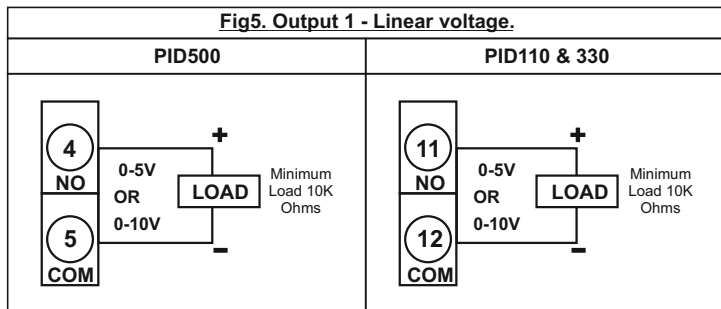 Fig5. Output 1 - Linear voltage.
PID500
PID110 & 330
4
NO
5
COM
0-5V
OR
0-10V
+
LOAD
–
Minimum
Load 10K
Ohms
11
NO
12
COM
0-5V
OR
0-10V
+
LOAD
–
Minimum
Load 10K
Ohms